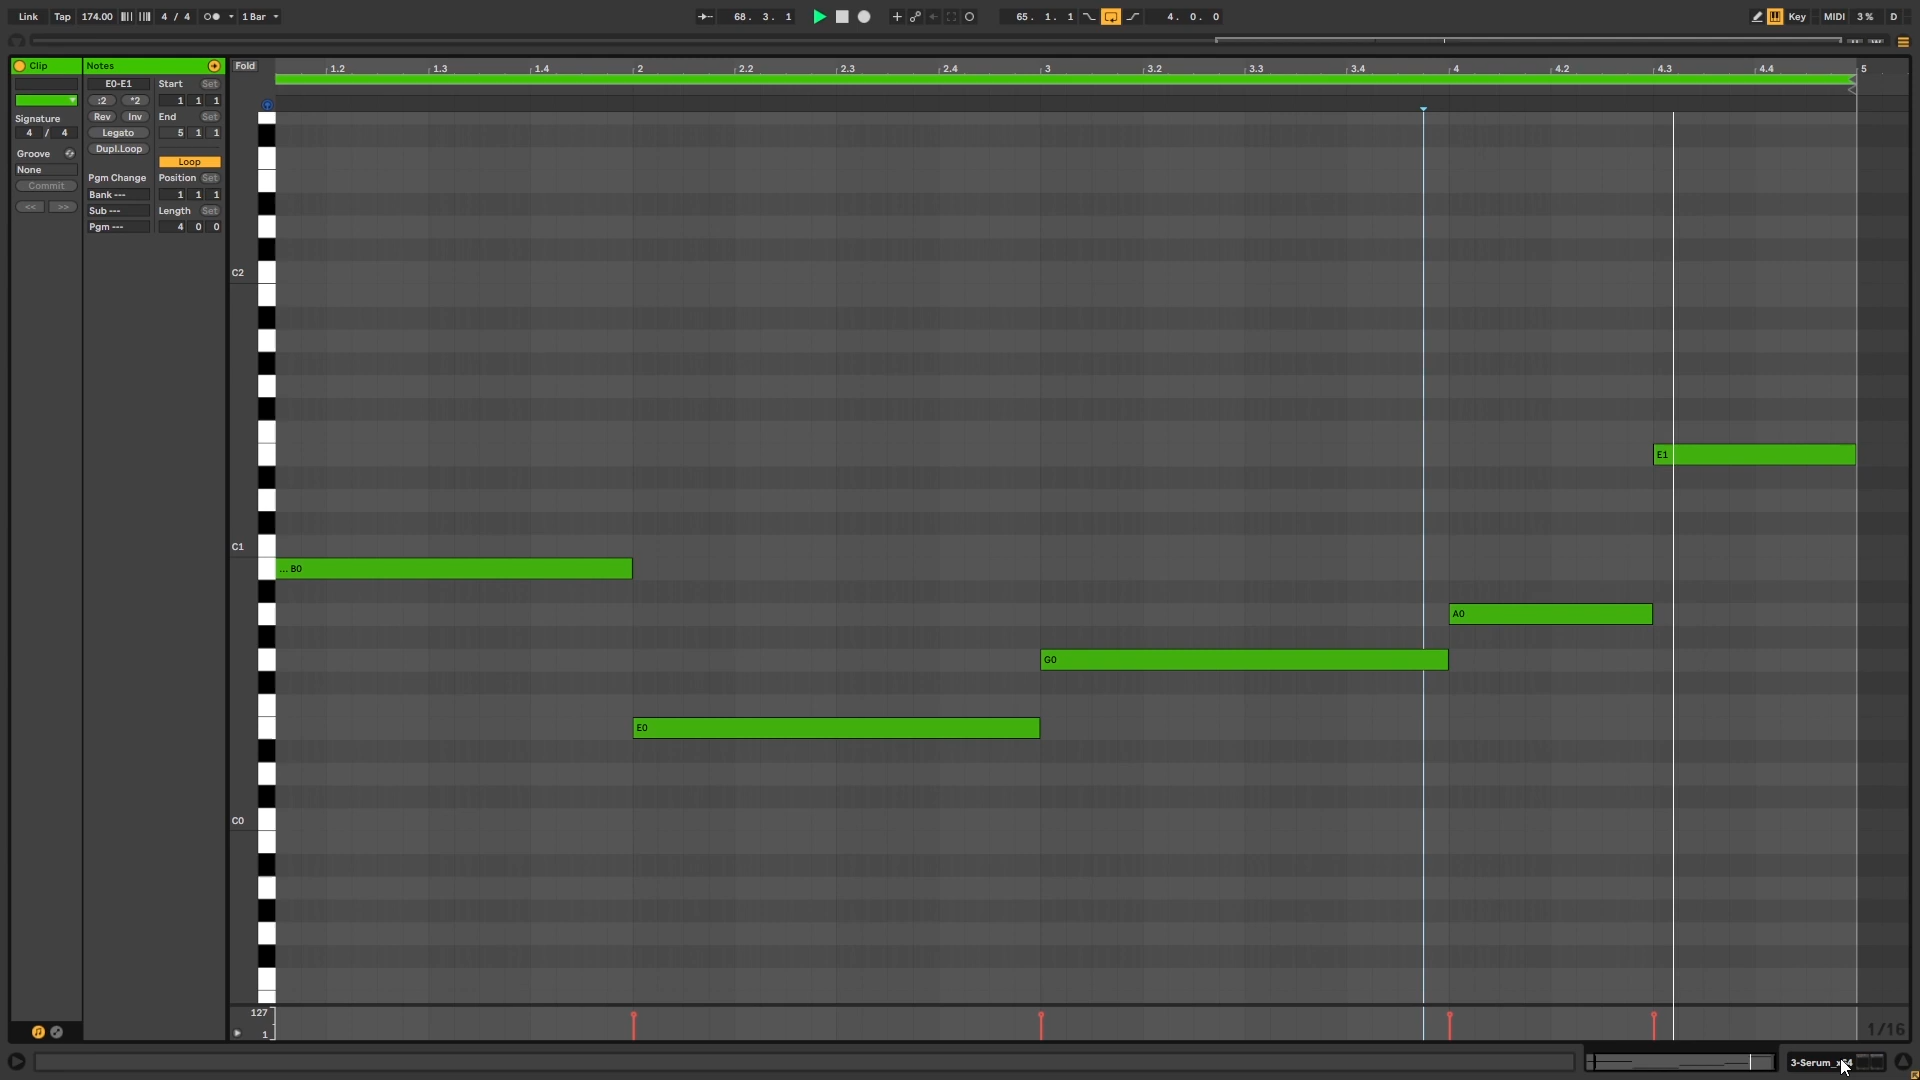 Link Tap 174.00 4 / 4 1 Bar 68. 3. 1 65. 1. 1 4. 0. 0 Key MIDI 3 % D
Clip Notes Fold 1.2 1.3 1.4 2 2.2 2.3 2.4 3 3.2 3.3 3.4 4 4.2 4.3 4.4 5
E0-E1 Start Set
:2 *2 1 1 1
Signature Rev Inv End Set
4 / 4 Legato 5 1 1
Groove Dupl.Loop
None Loop
Commit Pgm Change Position Set
Bank --- 1 1 1
<< >> Sub --- Length Set
Pgm --- 4 0 0
C2
E1
C1
... B0
A0
G0
E0
C0
127
1
1/16